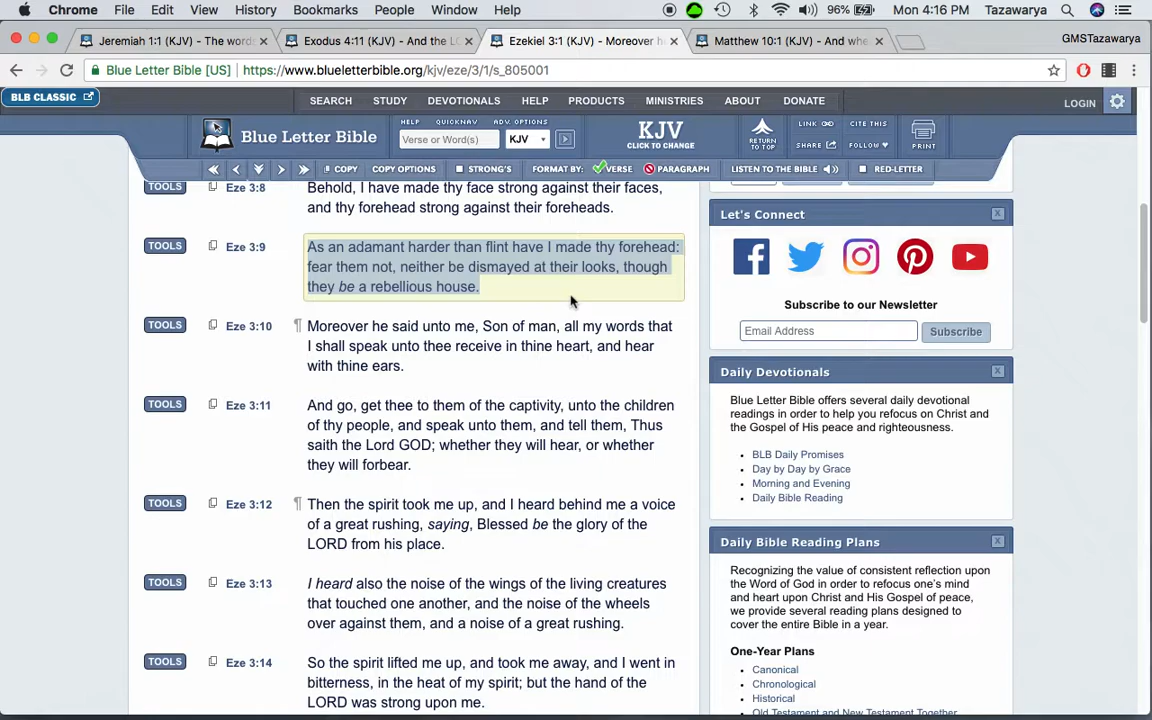 Chrome File Edit View History Bookmarks People Window Help 96% Mon 4:16 PM Tazawarya
Jeremiah 1:1 (KJV) - The words Exodus 4:11 (KJV) - And the LO Ezekiel 3:1 (KJV) - Moreover h Matthew 10:1 (KJV) - And whe GMSTazawarya
Blue Letter Bible [US] https://www.blueletterbible.org/kjv/eze/3/1/s_805001
BLB CLASSIC SEARCH STUDY DEVOTIONALS HELP PRODUCTS MINISTRIES ABOUT DONATE LOGIN
HELP QUICKNAV ADV. OPTIONS
Blue Letter Bible Verse or Word(s) KJV
KJV
CLICK TO CHANGE
RETURN
TO TOP
LINK CITE THIS
SHARE FOLLOW PRINT
COPY COPY OPTIONS STRONG'S FORMAT BY: VERSE PARAGRAPH LISTEN TO THE BIBLE RED-LETTER
TOOLS Eze 3:8 Behold, I have made thy face strong against their faces,
and thy forehead strong against their foreheads.
TOOLS Eze 3:9 As an adamant harder than flint have I made thy forehead:
fear them not, neither be dismayed at their looks, though
they be a rebellious house.
TOOLS Eze 3:10 ¶ Moreover he said unto me, Son of man, all my words that
I shall speak unto thee receive in thine heart, and hear
with thine ears.
TOOLS Eze 3:11 And go, get thee to them of the captivity, unto the children
of thy people, and speak unto them, and tell them, Thus
saith the Lord GOD; whether they will hear, or whether
they will forbear.
TOOLS Eze 3:12 ¶ Then the spirit took me up, and I heard behind me a voice
of a great rushing, saying, Blessed be the glory of the
LORD from his place.
TOOLS Eze 3:13 I heard also the noise of the wings of the living creatures
that touched one another, and the noise of the wheels
over against them, and a noise of a great rushing.
TOOLS Eze 3:14 So the spirit lifted me up, and took me away, and I went in
bitterness, in the heat of my spirit; but the hand of the
LORD was strong upon me.
Let's Connect X
Subscribe to our Newsletter
Email Address Subscribe
Daily Devotionals X
Blue Letter Bible offers several daily devotional
readings in order to help you refocus on Christ and
the Gospel of His peace and righteousness.
• BLB Daily Promises
• Day by Day by Grace
• Morning and Evening
• Daily Bible Reading
Daily Bible Reading Plans X
Recognizing the value of consistent reflection upon
the Word of God in order to refocus one's mind
and heart upon Christ and His Gospel of peace,
we provide several reading plans designed to
cover the entire Bible in a year.
One-Year Plans
• Canonical
• Chronological
• Historical
• Old Testament and New Testament Together